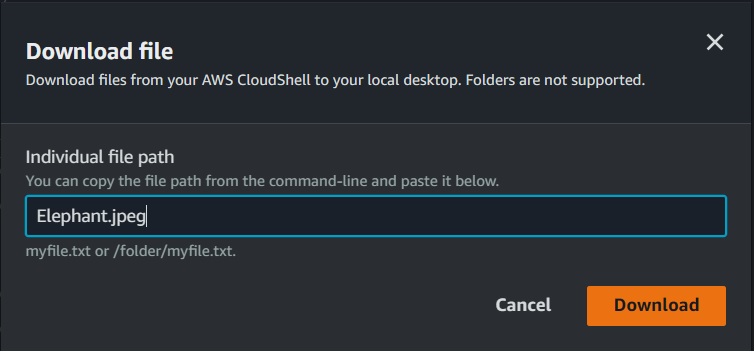 Download file
Download files from your AWS CloudShell to your local desktop. Folders are not supported.
Individual file path
You can copy the file path from the command-line and paste it below.
Elephant.jpeg
myfile.txt or /folder/myfile.txt.
Cancel Download